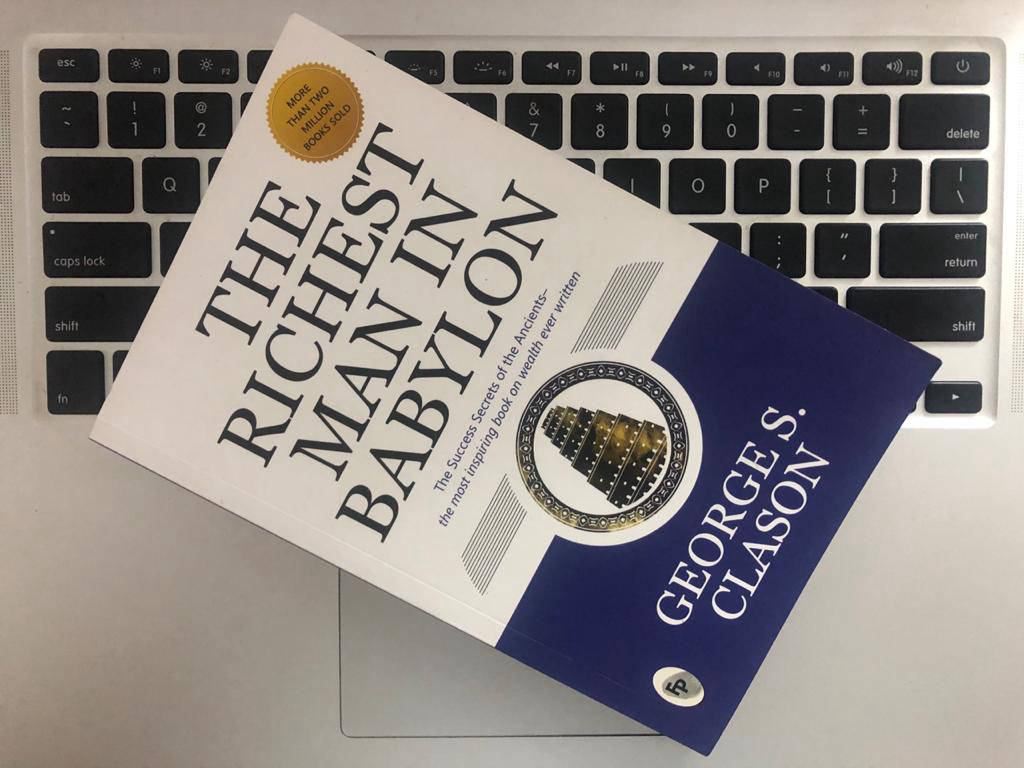 MORE
THAN TWO
MILLION
BOOKS SOLD
THE
RICHEST
MAN IN
BABYLON
The Success Secrets of the Ancients–
the most inspiring book on wealth ever written
GEORGE S.
CLASON
FP
esc F1 F2 F5 F6 F7 F8 F9 F10 F11 F12
~ ! @ & * ( ) _ +
` 1 2 7 8 9 0 - = delete
tab Q I O P { [ } ] | \
caps lock : ; " ' enter
return
shift shift
fn